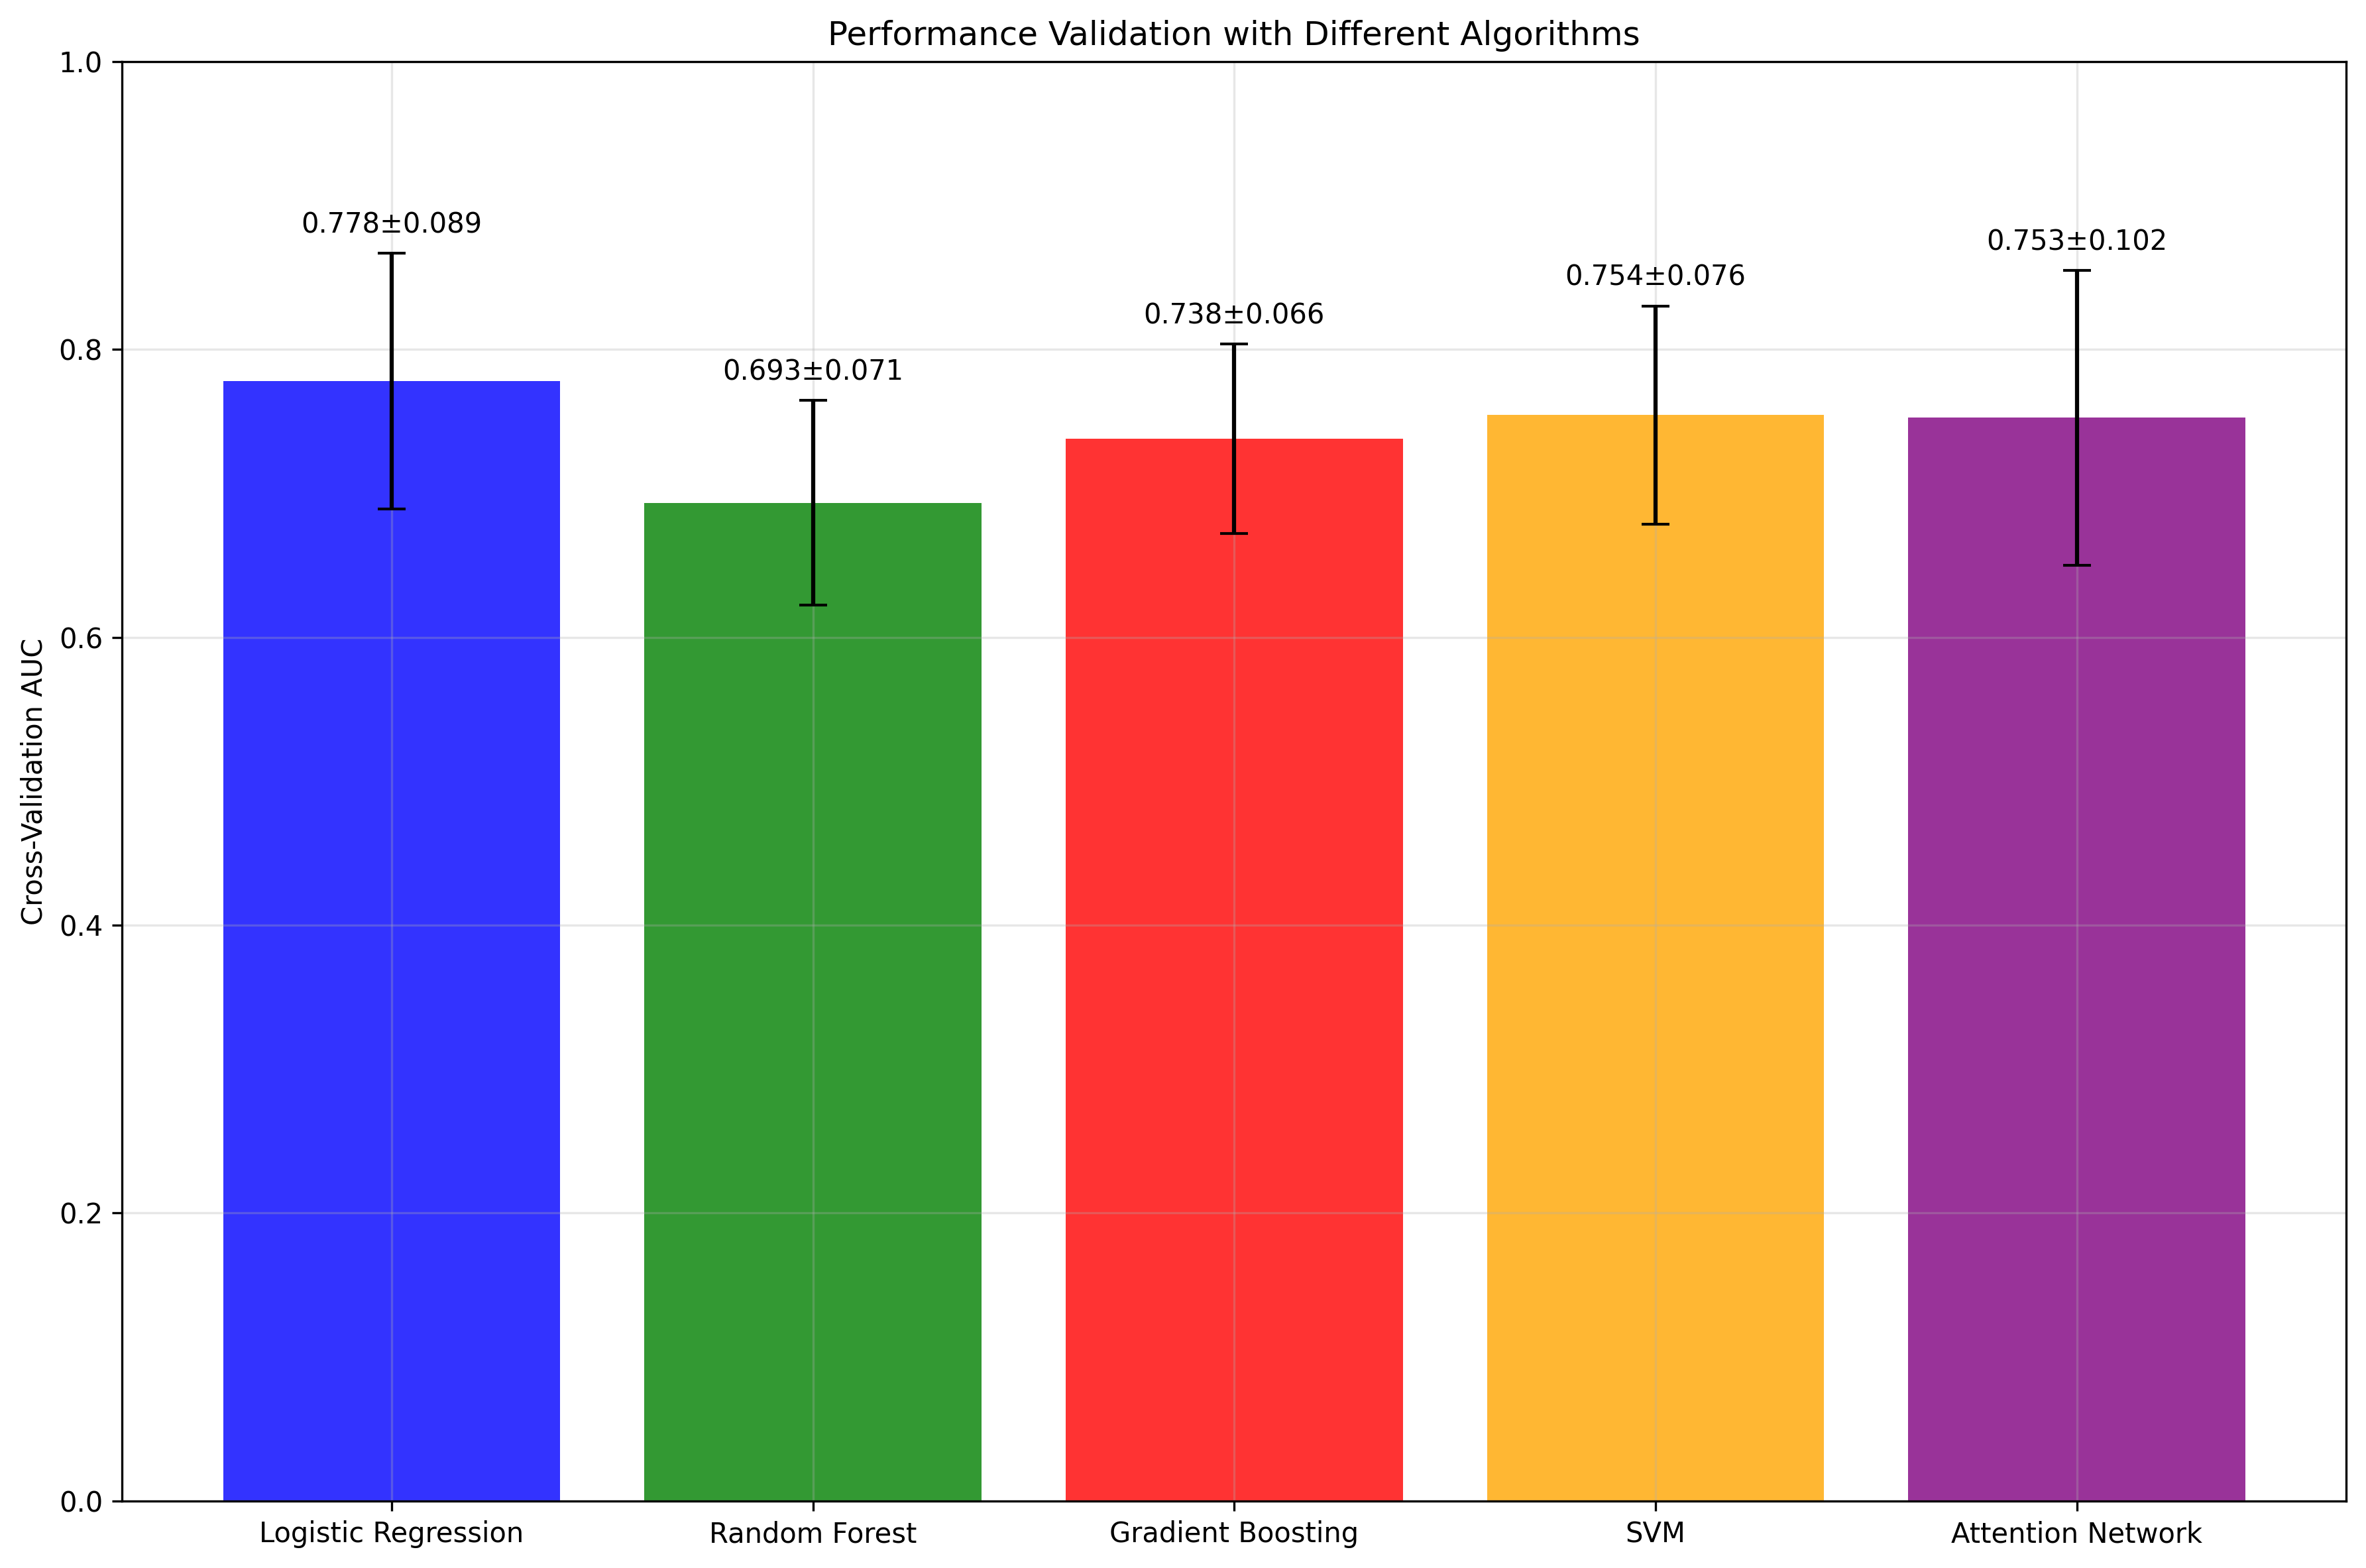 Performance Validation with Different Algorithms
Cross-Validation AUC
1.0
0.8
0.6
0.4
0.2
0.0
0.778±0.089
0.693±0.071
0.738±0.066
0.754±0.076
0.753±0.102
Logistic Regression
Random Forest
Gradient Boosting
SVM
Attention Network